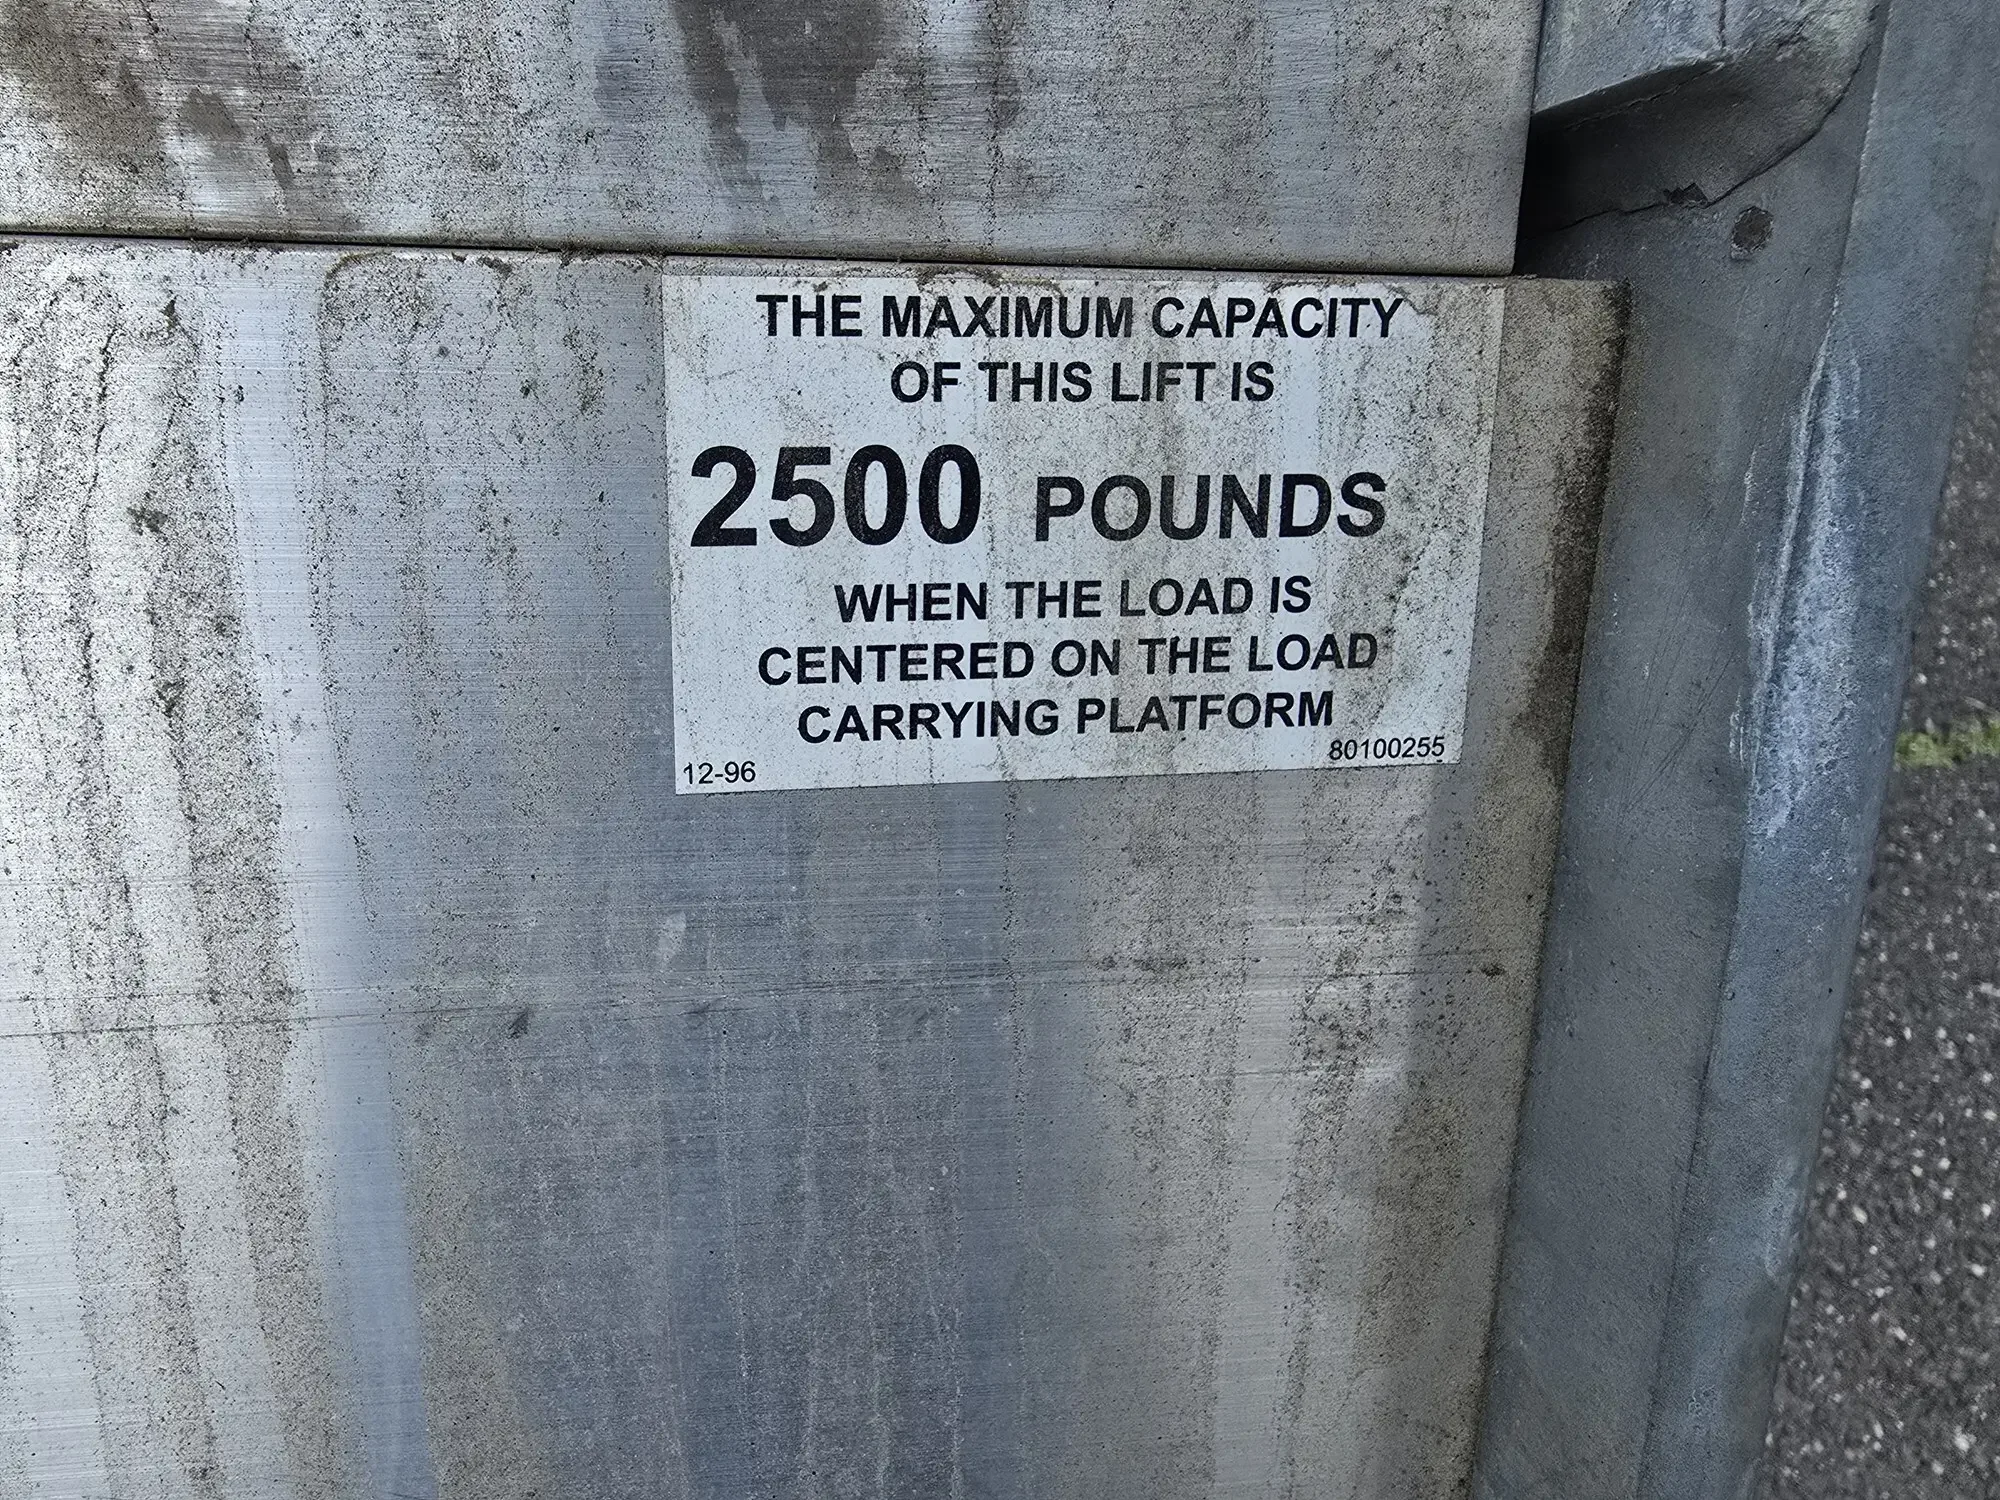 THE MAXIMUM CAPACITY
OF THIS LIFT IS
2500 POUNDS
WHEN THE LOAD IS
CENTERED ON THE LOAD
CARRYING PLATFORM
12-96 80100255